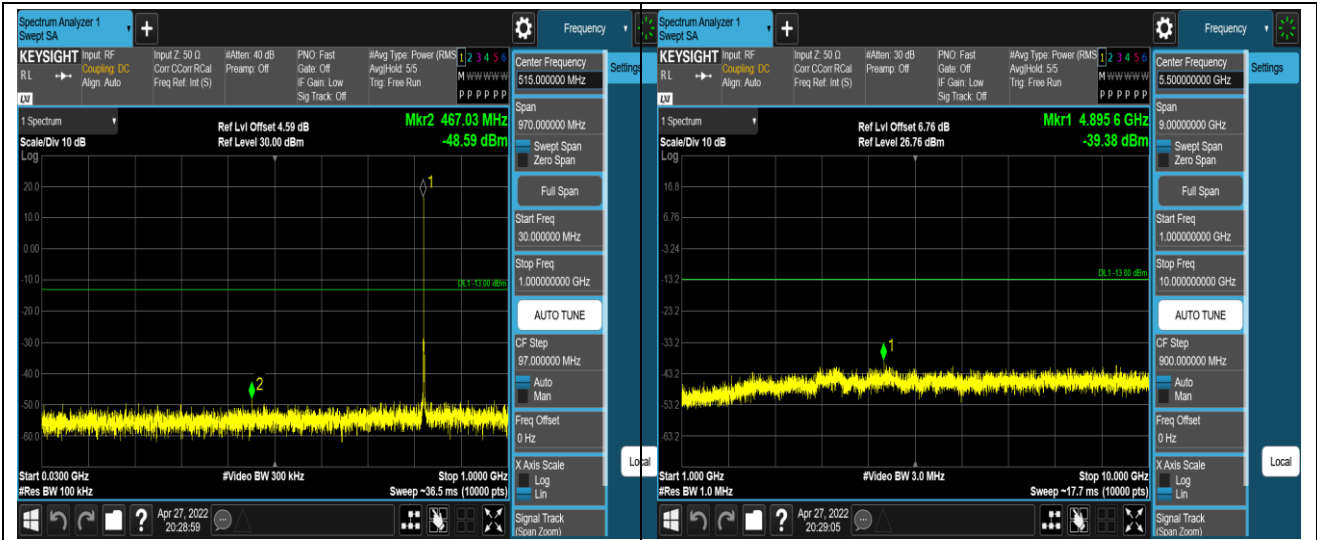 Spectrum Analyzer 1
Swept SA
KEYSIGHT
RL
LXI
Input: RF
Coupling: DC
Align: Auto
Input Z: 50 Ω
Corr CCorr RCal
Freq Ref: Int (S)
#Atten: 40 dB
Preamp: Off
PNO: Fast
Gate: Off
IF Gain: Low
Sig Track: Off
#Avg Type: Power (RMS
Avg|Hold: 5/5
Trig: Free Run
1 2 3 4 5 6
M W W W W W
P P P P P P
1 Spectrum
Scale/Div 10 dB
Log
Ref Lvl Offset 4.59 dB
Ref Level 30.00 dBm
Mkr2 467.03 MHz
-48.59 dBm
20.0
10.0
0.00
-10.0
-20.0
-30.0
-40.0
-50.0
-60.0
1
2
DL1 -13.00 dBm
Start 0.0300 GHz
#Res BW 100 kHz
#Video BW 300 kHz
Stop 1.0000 GHz
Sweep ~36.5 ms (10000 pts)
?
Apr 27, 2022
20:28:59
Frequency
Center Frequency
515.000000 MHz
Settings
Span
970.000000 MHz
Swept Span
Zero Span
Full Span
Start Freq
30.000000 MHz
Stop Freq
1.000000000 GHz
AUTO TUNE
CF Step
97.000000 MHz
Auto
Man
Freq Offset
0 Hz
X Axis Scale
Log
Lin
Local
Signal Track
(Span Zoom)
Spectrum Analyzer 1
Swept SA
KEYSIGHT
RL
LXI
Input: RF
Coupling: DC
Align: Auto
Input Z: 50 Ω
Corr CCorr RCal
Freq Ref: Int (S)
#Atten: 30 dB
Preamp: Off
PNO: Fast
Gate: Off
IF Gain: Low
Sig Track: Off
#Avg Type: Power (RMS
Avg|Hold: 5/5
Trig: Free Run
1 2 3 4 5 6
M W W W W W
P P P P P P
1 Spectrum
Scale/Div 10 dB
Log
Ref Lvl Offset 6.76 dB
Ref Level 26.76 dBm
Mkr1 4.895 6 GHz
-39.38 dBm
16.8
6.76
-3.24
-13.2
-23.2
-33.2
-43.2
-53.2
-63.2
1
DL1 -13.00 dBm
Start 1.000 GHz
#Res BW 1.0 MHz
#Video BW 3.0 MHz
Stop 10.000 GHz
Sweep ~17.7 ms (10000 pts)
?
Apr 27, 2022
20:29:05
Frequency
Center Frequency
5.500000000 GHz
Settings
Span
9.00000000 GHz
Swept Span
Zero Span
Full Span
Start Freq
1.000000000 GHz
Stop Freq
10.000000000 GHz
AUTO TUNE
CF Step
900.000000 MHz
Auto
Man
Freq Offset
0 Hz
X Axis Scale
Log
Lin
Local
Signal Track
(Span Zoom)